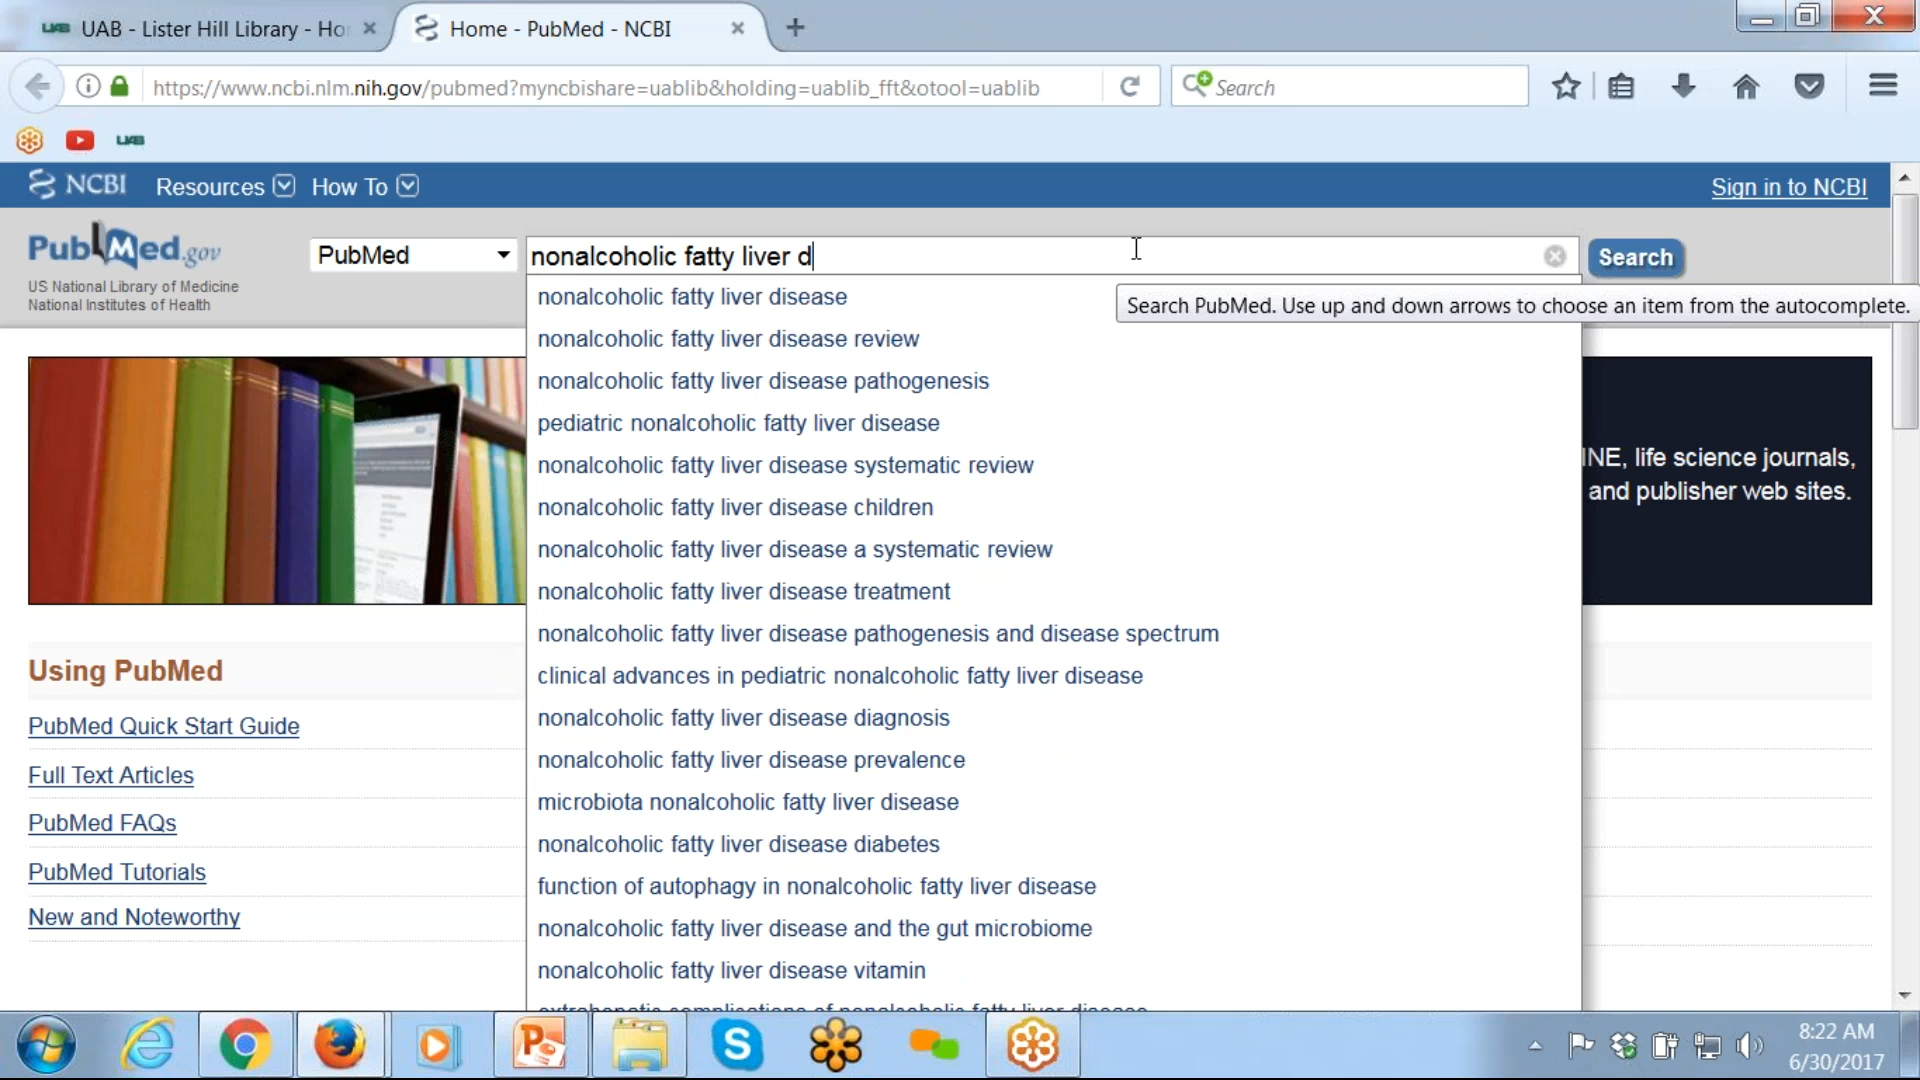 UAB - Lister Hill Library - Ho
Home - PubMed - NCBI
https://www.ncbi.nlm.nih.gov/pubmed?myncbishare=uablib&holding=uablib_fft&otool=uablib
Search
UAB
NCBI
Resources
How To
Sign in to NCBI
PubMed.gov
US National Library of Medicine
National Institutes of Health
PubMed
nonalcoholic fatty liver d
Search
Search PubMed. Use up and down arrows to choose an item from the autocomplete.
nonalcoholic fatty liver disease
nonalcoholic fatty liver disease review
nonalcoholic fatty liver disease pathogenesis
pediatric nonalcoholic fatty liver disease
nonalcoholic fatty liver disease systematic review
nonalcoholic fatty liver disease children
nonalcoholic fatty liver disease a systematic review
nonalcoholic fatty liver disease treatment
nonalcoholic fatty liver disease pathogenesis and disease spectrum
clinical advances in pediatric nonalcoholic fatty liver disease
nonalcoholic fatty liver disease diagnosis
nonalcoholic fatty liver disease prevalence
microbiota nonalcoholic fatty liver disease
nonalcoholic fatty liver disease diabetes
function of autophagy in nonalcoholic fatty liver disease
nonalcoholic fatty liver disease and the gut microbiome
nonalcoholic fatty liver disease vitamin
extrahepatic complications of nonalcoholic fatty liver disease
INE, life science journals,
and publisher web sites.
Using PubMed
PubMed Quick Start Guide
Full Text Articles
PubMed FAQs
PubMed Tutorials
New and Noteworthy
8:22 AM
6/30/2017